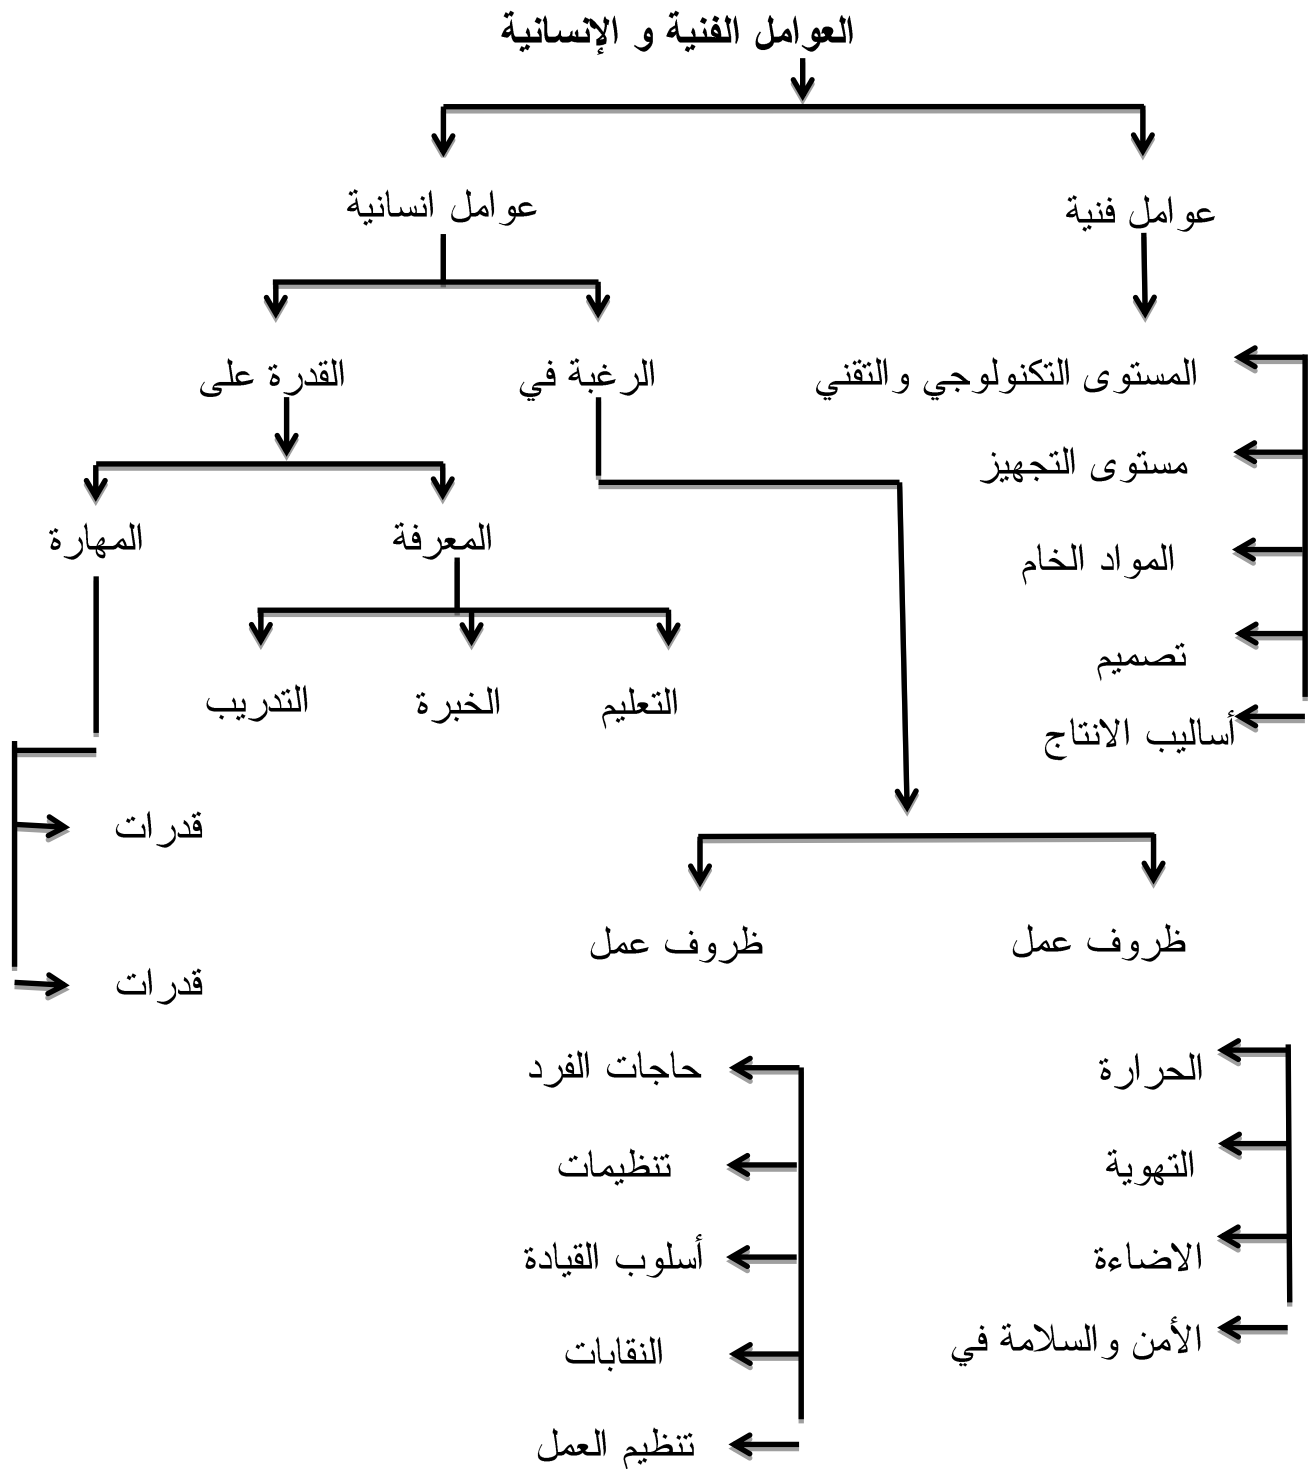 العوامل الفنية و الإنسانية
عوامل فنية
عوامل انسانية
المستوى التكنولوجي والتقني
مستوى التجهيز
المواد الخام
تصميم
أساليب الانتاج
الرغبة في
القدرة على
المعرفة
المهارة
التعليم
الخبرة
التدريب
قدرات
قدرات
ظروف عمل
ظروف عمل
الحرارة
التهوية
الاضاءة
الأمن والسلامة في
حاجات الفرد
تنظيمات
أسلوب القيادة
النقابات
تنظيم العمل